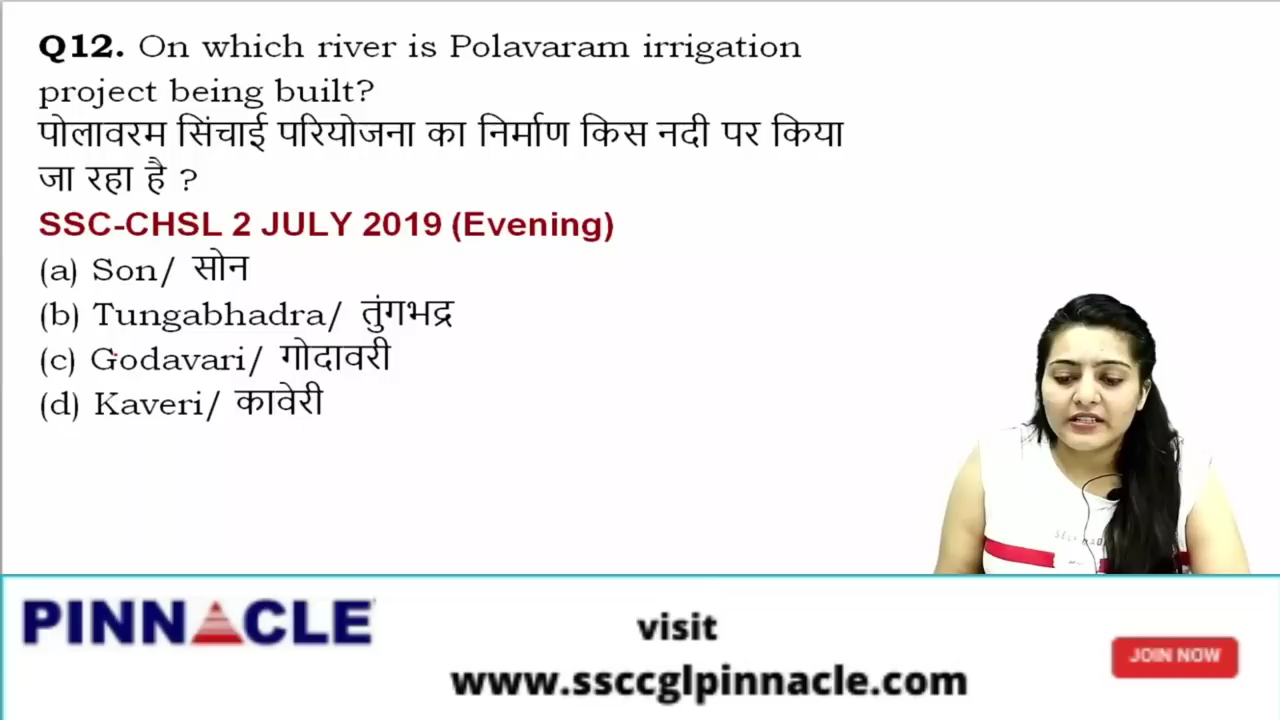 Q12. On which river is Polavaram irrigation
project being built?
पोलावरम सिंचाई परियोजना का निर्माण किस नदी पर किया
जा रहा है ?
SSC-CHSL 2 JULY 2019 (Evening)
(a) Son/ सोन
(b) Tungabhadra/ तुंगभद्र
(c) Godavari/ गोदावरी
(d) Kaveri/ कावेरी
PINNACLE
visit
www.ssccglpinnacle.com
JOIN NOW